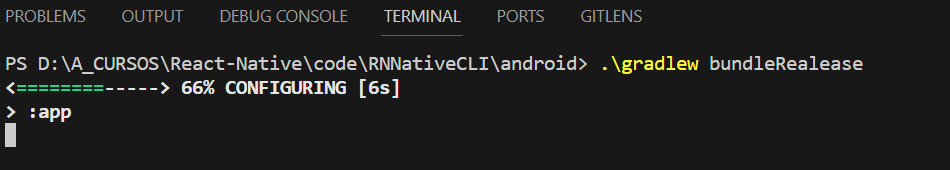 PROBLEMS OUTPUT DEBUG CONSOLE TERMINAL PORTS GITLENS
PS D:\A_CURSOS\React-Native\code\RNNativeCLI\android> .\gradlew bundleRealease
<========-----> 66% CONFIGURING [6s]
> :app